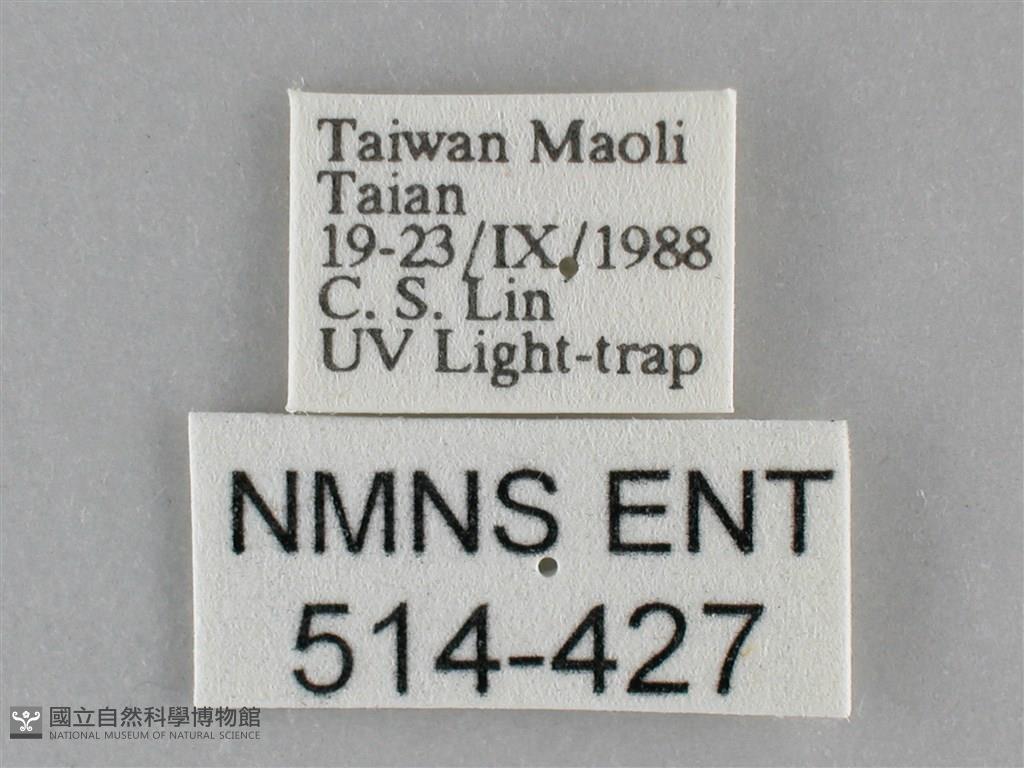 Taiwan Maoli
Taian
19-23/IX/1988
C. S. Lin
UV Light-trap
NMNS ENT
514-427
國立自然科學博物館
NATIONAL MUSEUM OF NATURAL SCIENCE